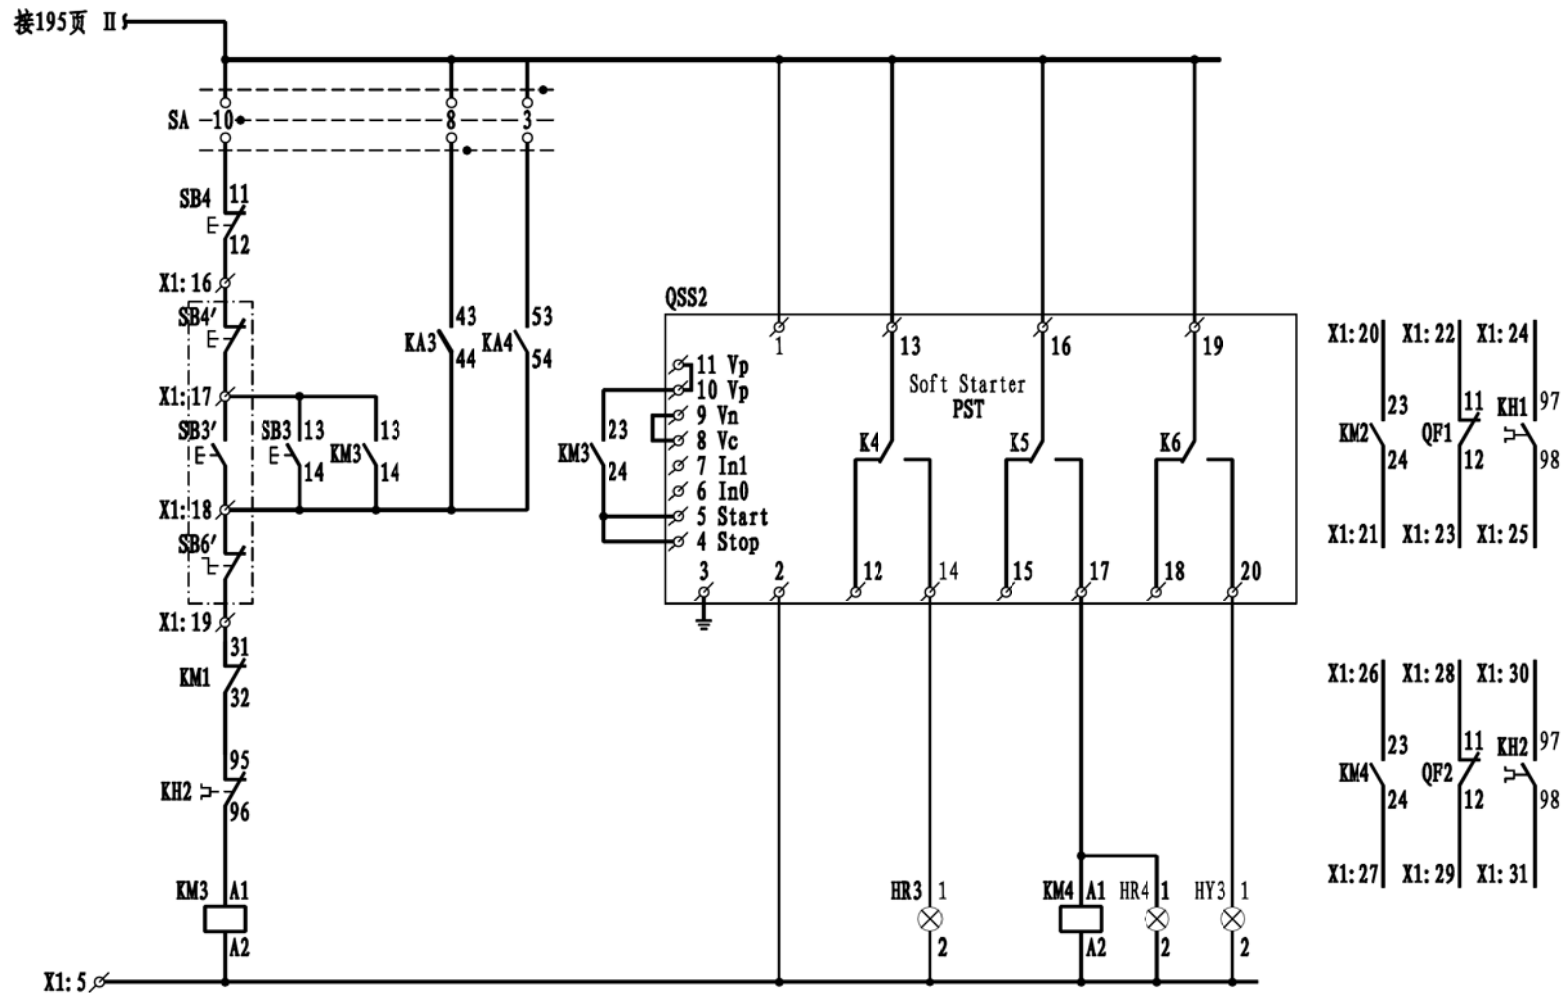 接195页 II
SA 10 8 3
SB4 11
12
X1:16
SB4'
43 53
KA3 KA4
44 54
X1:17
SB3' SB3 13 KM3 13
14 14
X1:18
SB6'
X1:19
31
KM1
32
95
KH2
96
KM3 A1
A2
X1:5
QSS2
1 13 16 19
11 Vp
10 Vp
9 Vn
8 Vc
7 In1
6 In0
5 Start
4 Stop
23
KM3
24
Soft Starter
PST
K4 K5 K6
3 2 12 14 15 17 18 20
HR3 1 KM4 A1 HR4 1 HY3 1
2 A2 2 2
X1:20 X1:22 X1:24
23 11 97
KM2 QF1 KH1
24 12 98
X1:21 X1:23 X1:25
X1:26 X1:28 X1:30
23 11 97
KM4 QF2 KH2
24 12 98
X1:27 X1:29 X1:31